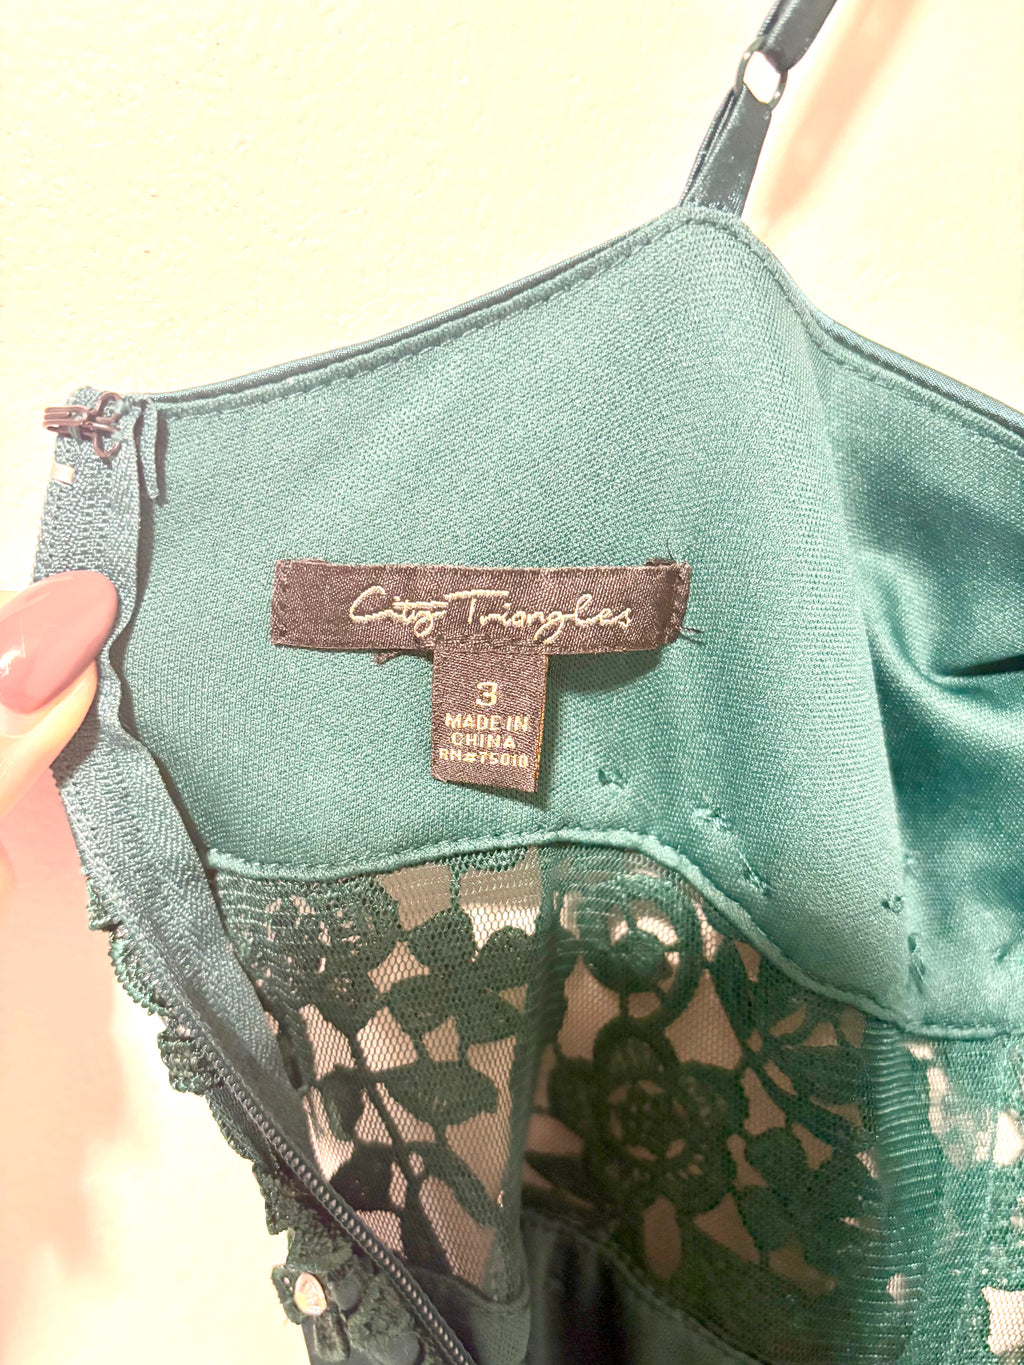 City Triangles
3
MADE IN
CHINA
RN#75010